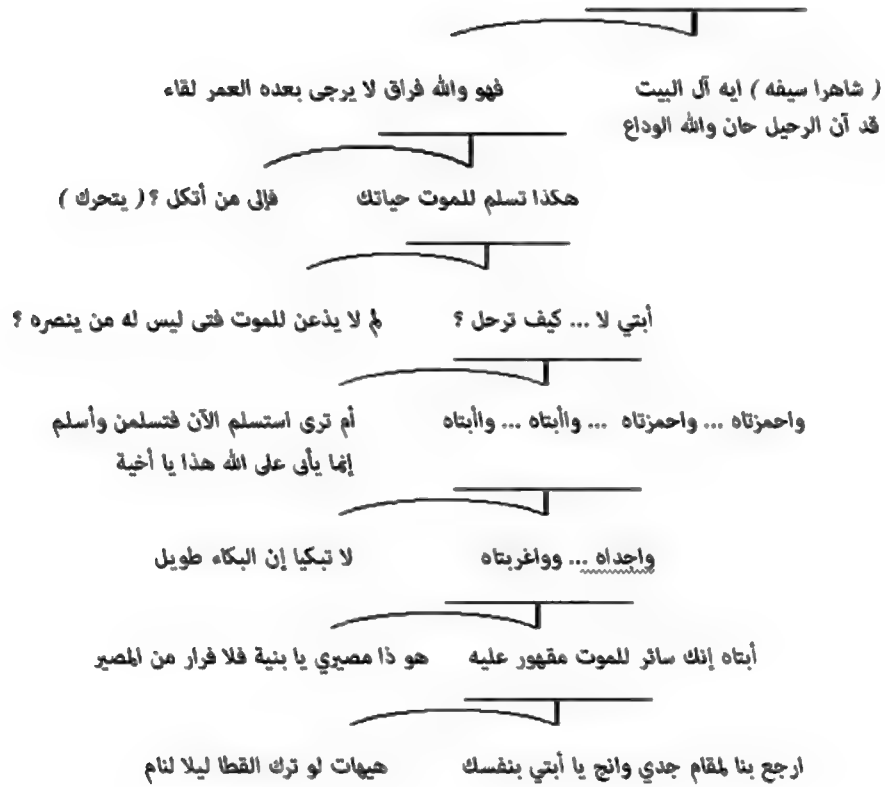 ( شاهرا سيفه ) ايه آل البيت فهو والله فراق لا يرجى بعده العمر لقاء
قد آن الرحيل حان والله الوداع
هكذا تسلم للموت حياتك فإلى من أتكل ؟ ( يتحرك )
أبتي لا ... كيف ترحل ؟ لم لا يذعن للموت فتى ليس له من ينصره ؟
واحمزتاه ... واحمزتاه ... واأبتاه ... واأبتاه أم ترى استسلم الآن فتسلمن وأسلم
إنما يأبى على الله هذا يا أخية
واجداه ... وواغربتاه لا تبكيا إن البكاء طويل
أبتاه إنك سائر للموت مقهور عليه هو ذا مصيري يا بنية فلا فرار من المصير
ارجع بنا لمقام جدي وانج يا أبتي بنفسك هيهات لو ترك القطا ليلا لنام